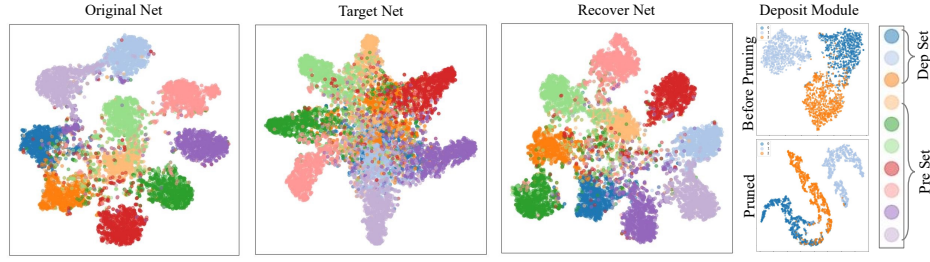 Original Net
Target Net
Recover Net
Deposit Module
Before Pruning
Pruned
Dep Set
Pre Set